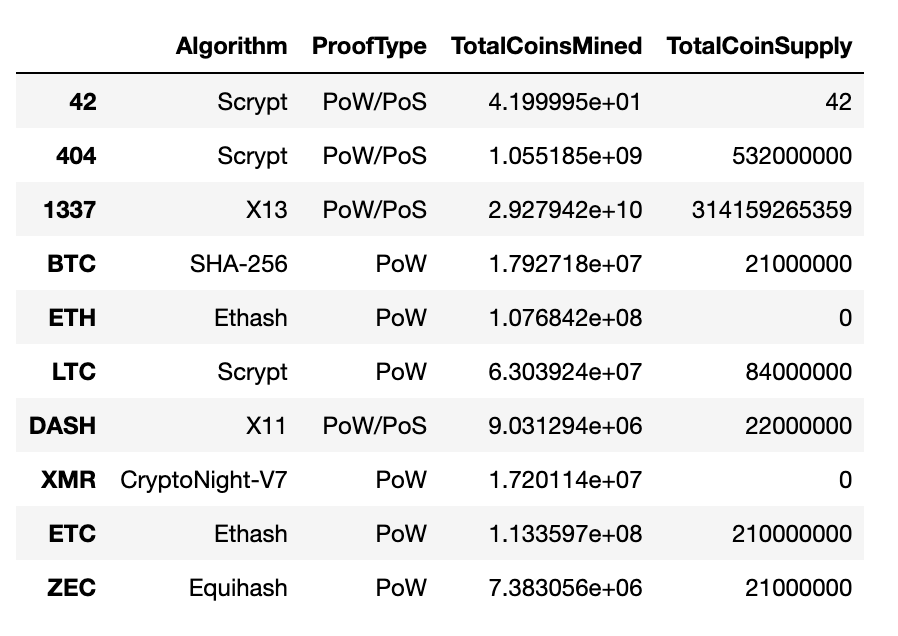 Algorithm ProofType TotalCoinsMined TotalCoinSupply
42 Scrypt PoW/PoS 4.199995e+01 42
404 Scrypt PoW/PoS 1.055185e+09 532000000
1337 X13 PoW/PoS 2.927942e+10 314159265359
BTC SHA-256 PoW 1.792718e+07 21000000
ETH Ethash PoW 1.076842e+08 0
LTC Scrypt PoW 6.303924e+07 84000000
DASH X11 PoW/PoS 9.031294e+06 22000000
XMR CryptoNight-V7 PoW 1.720114e+07 0
ETC Ethash PoW 1.133597e+08 210000000
ZEC Equihash PoW 7.383056e+06 21000000